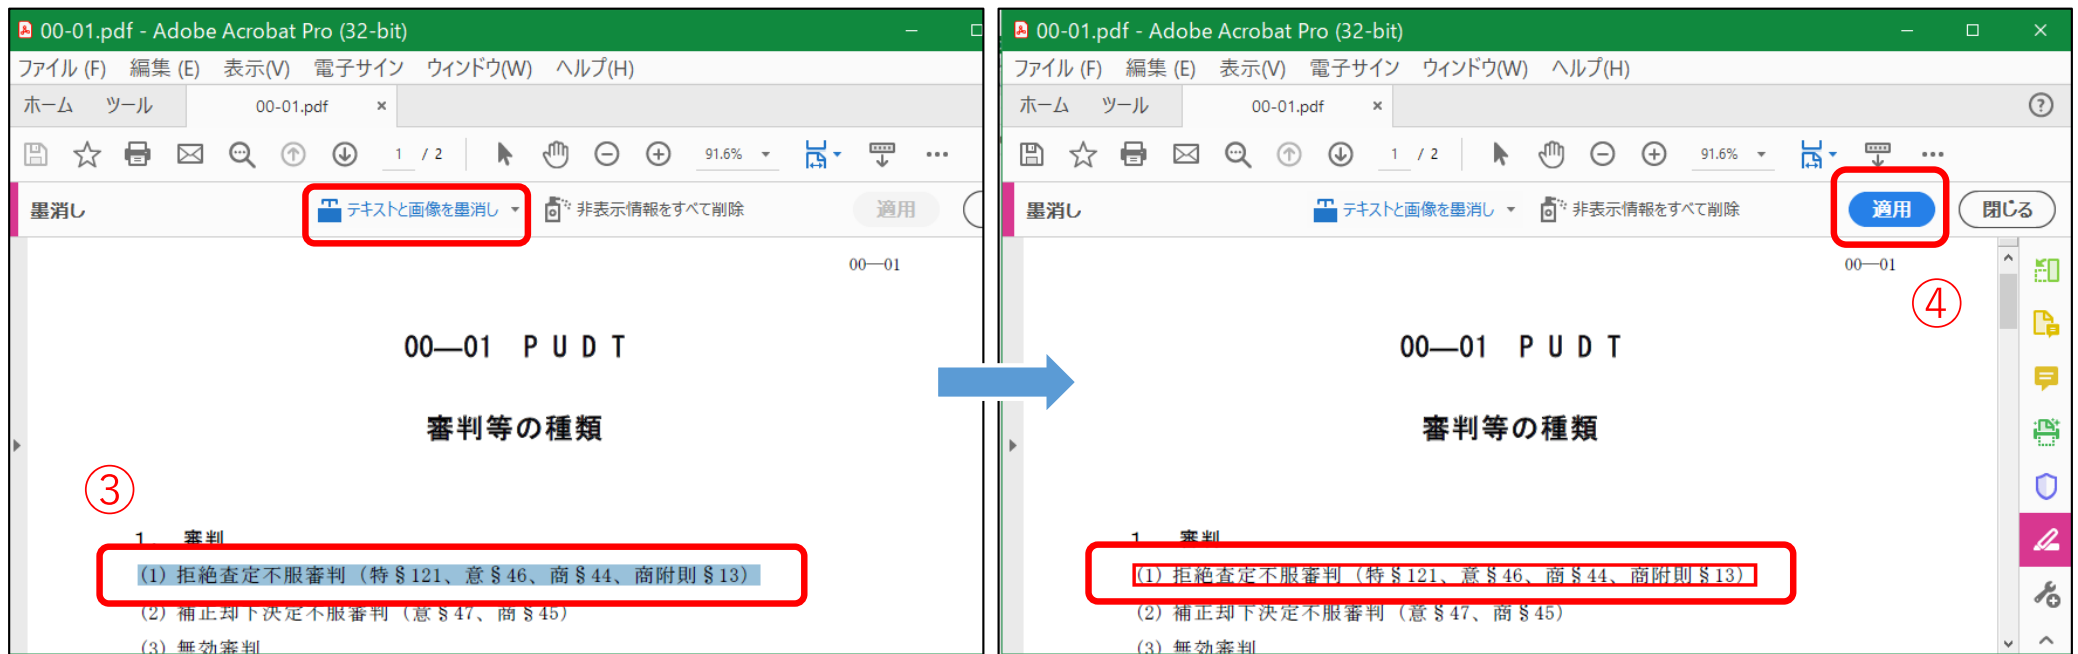 00-01.pdf - Adobe Acrobat Pro (32-bit)
ファイル (F) 編集 (E) 表示(V) 電子サイン ウィンドウ(W) ヘルプ(H)
ホーム ツール 00-01.pdf ×
1 / 2 91.6%
墨消し テキストと画像を墨消し 非表示情報をすべて削除 適用
00―01
00―01 ＰＵＤＴ
審判等の種類
③
１． 審判
(1) 拒絶査定不服審判（特§121、意§46、商§44、商附則§13）
(2) 補正却下決定不服審判（意§47、商§45）
(3) 無効審判
00-01.pdf - Adobe Acrobat Pro (32-bit)
ファイル (F) 編集 (E) 表示(V) 電子サイン ウィンドウ(W) ヘルプ(H)
ホーム ツール 00-01.pdf ×
1 / 2 91.6%
墨消し テキストと画像を墨消し 非表示情報をすべて削除 適用 閉じる
00―01
④
00―01 ＰＵＤＴ
審判等の種類
１． 審判
(1) 拒絶査定不服審判（特§121、意§46、商§44、商附則§13）
(2) 補正却下決定不服審判（意§47、商§45）
(3) 無効審判